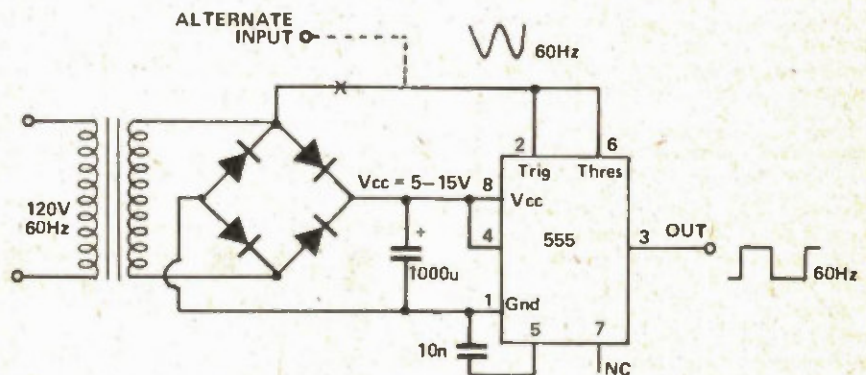 ALTERNATE
INPUT
60Hz
2
6
Trig
Thres
Vcc = 5–15V
8
Vcc
120V
60Hz
4
555
3
OUT
+
1000u
60Hz
1
Gnd
5
7
10n
NC